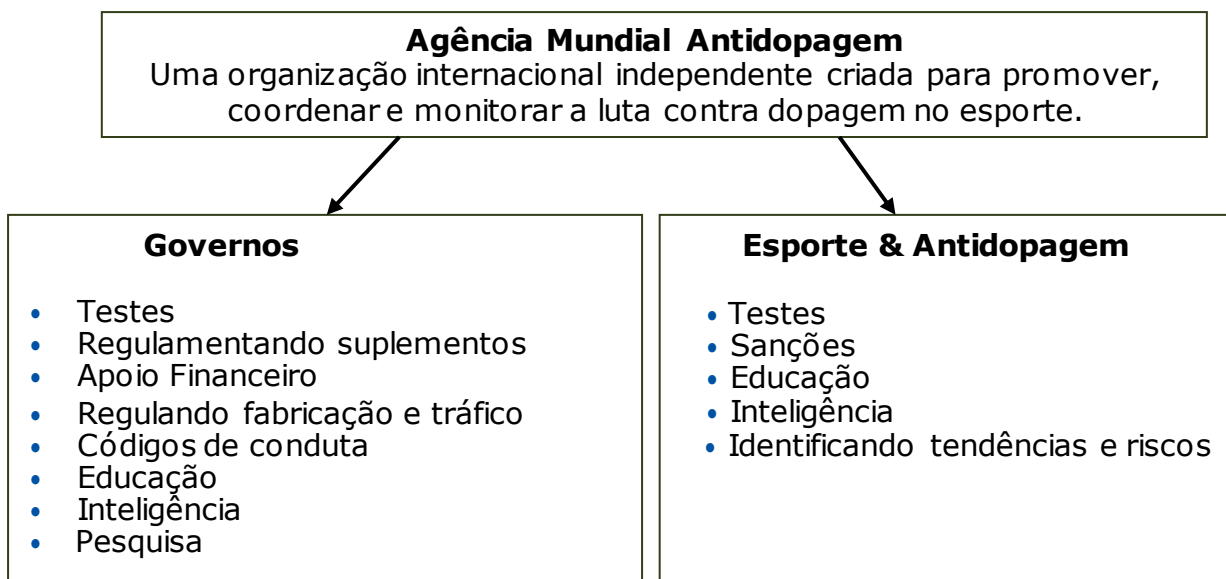 Agência Mundial Antidopagem
Uma organização internacional independente criada para promover,
coordenar e monitorar a luta contra dopagem no esporte.
Governos
• Testes
• Regulamentando suplementos
• Apoio Financeiro
• Regulando fabricação e tráfico
• Códigos de conduta
• Educação
• Inteligência
• Pesquisa
Esporte & Antidopagem
• Testes
• Sanções
• Educação
• Inteligência
• Identificando tendências e riscos